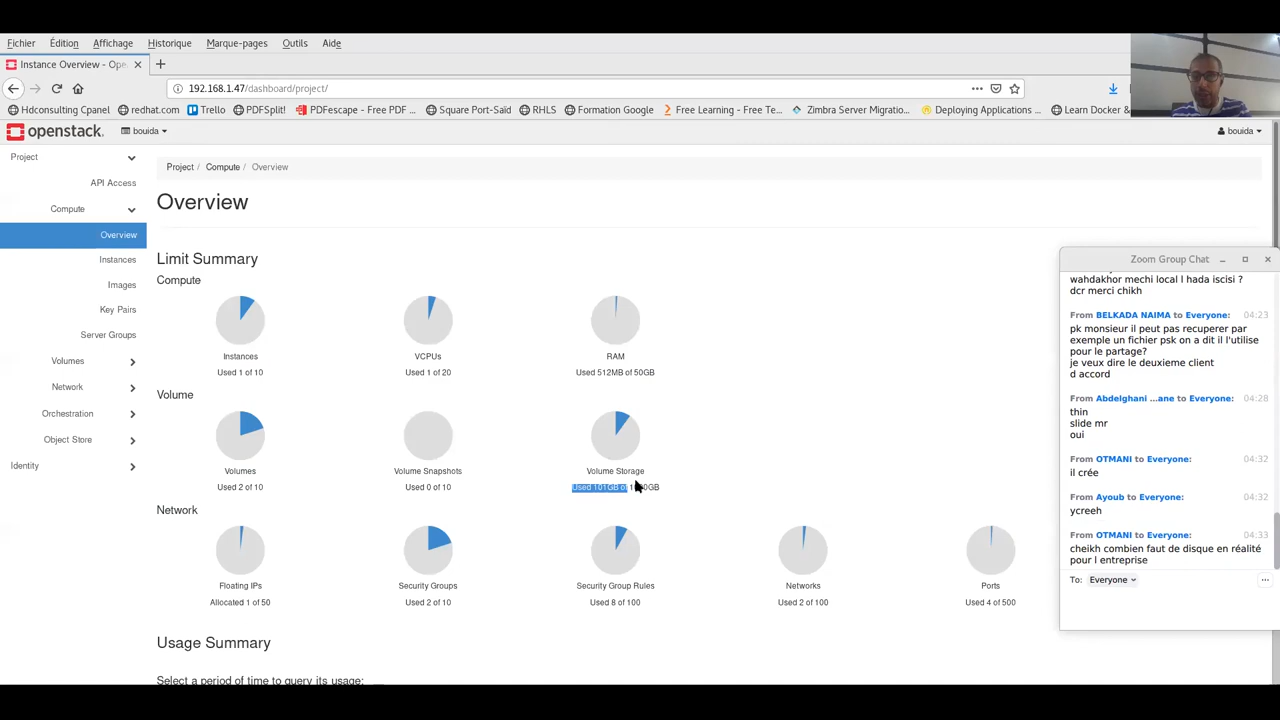 Fichier Édition Affichage Historique Marque-pages Outils Aide
Instance Overview - Ope…
192.168.1.47/dashboard/project/
Hdconsulting Cpanel redhat.com Trello PDFSplit! PDFescape - Free PDF … Square Port-Saïd RHLS Formation Google Free Learning - Free Te… Zimbra Server Migratio… Deploying Applications … Learn Docker &
openstack. bouida bouida
Project
API Access
Compute
Overview
Instances
Images
Key Pairs
Server Groups
Volumes
Network
Orchestration
Object Store
Identity
Project / Compute / Overview
Overview
Limit Summary
Compute
Instances
Used 1 of 10
VCPUs
Used 1 of 20
RAM
Used 512MB of 50GB
Volume
Volumes
Used 2 of 10
Volume Snapshots
Used 0 of 10
Volume Storage
Used 101GB of
Network
Floating IPs
Allocated 1 of 50
Security Groups
Used 2 of 10
Security Group Rules
Used 8 of 100
Networks
Used 2 of 100
Ports
Used 4 of 500
Usage Summary
Select a period of time to query its usage:
Zoom Group Chat
wahdakhor mechi local l hada iscisi ?
dcr merci chikh
From BELKADA NAIMA to Everyone: 04:23
pk monsieur il peut pas recuperer par
exemple un fichier psk on a dit il l'utilise
pour le partage?
je veux dire le deuxieme client
d accord
From Abdelghani …ane to Everyone: 04:28
thin
slide mr
oui
From OTMANI to Everyone: 04:32
il crée
From Ayoub to Everyone: 04:32
ycreeh
From OTMANI to Everyone: 04:33
cheikh combien faut de disque en réalité
pour l entreprise
To: Everyone